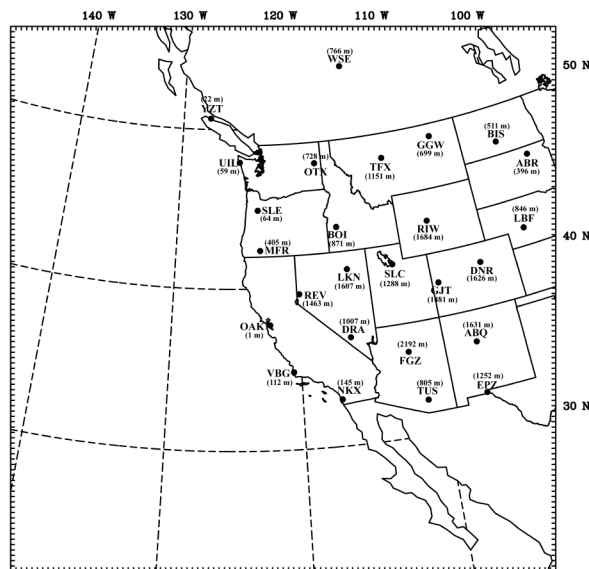 140 W 130 W 120 W 110 W 100 W
(766 m)
WSE
50 N
(22 m)
YZT
(511 m)
BIS
GGW
(699 m)
UIL
(59 m)
(728 m)
OTX
TFX
(1151 m)
ABR
(396 m)
SLE
(64 m)
(846 m)
LBF
BOI
(871 m)
RIW
(1684 m)
40 N
(405 m)
MFR
LKN
(1607 m)
SLC
(1288 m)
DNR
(1626 m)
GJT
(1481 m)
REV
(1463 m)
OAK
(1 m)
(1007 m)
DRA
(1631 m)
ABQ
(2192 m)
FGZ
VBG
(112 m)
(145 m)
NKX
(805 m)
TUS
(1252 m)
EPZ
30 N